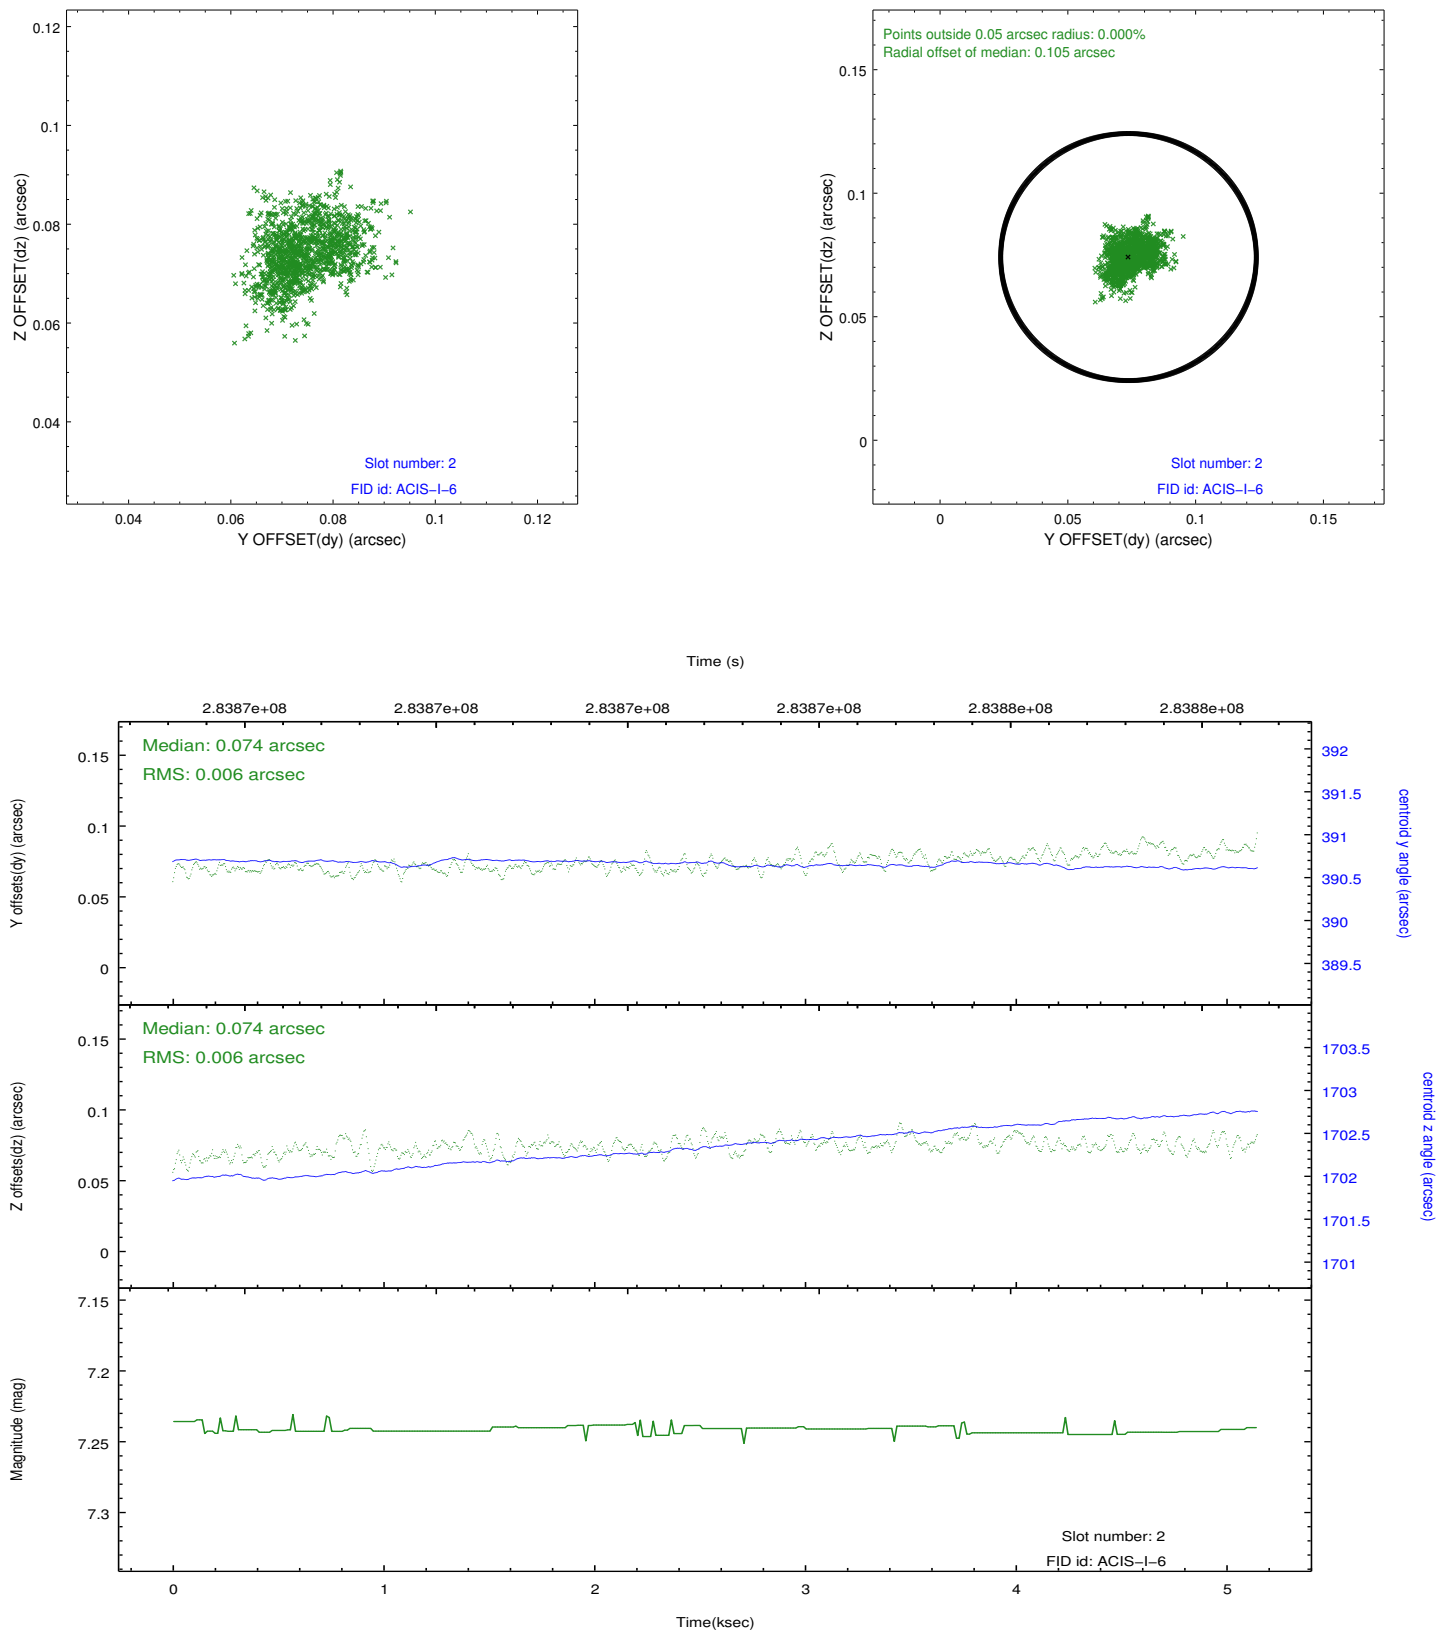 0.12
0.1
0.08
0.06
0.04
Z OFFSET(dz) (arcsec)
Slot number: 2
FID id: ACIS−I−6
0.04 0.06 0.08 0.1 0.12
Y OFFSET(dy) (arcsec)
Points outside 0.05 arcsec radius: 0.000%
Radial offset of median: 0.105 arcsec
0.15
0.1
0.05
0
Z OFFSET(dz) (arcsec)
Slot number: 2
FID id: ACIS−I−6
0 0.05 0.1 0.15
Y OFFSET(dy) (arcsec)
Time (s)
2.8387e+08 2.8387e+08 2.8387e+08 2.8387e+08 2.8388e+08 2.8388e+08
Median: 0.074 arcsec
RMS: 0.006 arcsec
0.15
0.1
0.05
0
Y offsets(dy) (arcsec)
392
391.5
391
390.5
390
389.5
centroid y angle (arcsec)
Median: 0.074 arcsec
RMS: 0.006 arcsec
0.15
0.1
0.05
0
Z offsets(dz) (arcsec)
1703.5
1703
1702.5
1702
1701.5
1701
centroid z angle (arcsec)
7.15
7.2
7.25
7.3
Magnitude (mag)
Slot number: 2
FID id: ACIS−I−6
0 1 2 3 4 5
Time(ksec)